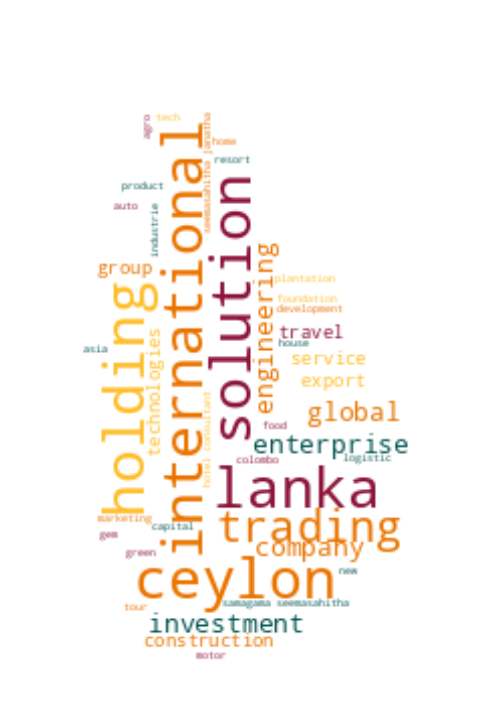 agro
tech
international
seemasahitha janatha
home
resort
product
solution
auto
industrie
engineering
group
plantation
holding
foundation
development
technologies
travel
house
asia
service
export
hotel consultant
global
food
enterprise
colombo
logistic
lanka
trading
marketing
capital
gem
company
green
ceylon
new
samagama seemasahitha
tour
investment
construction
motor